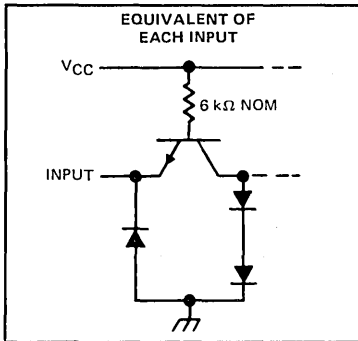 EQUIVALENT OF
EACH INPUT
VCC
6 kΩ NOM
INPUT